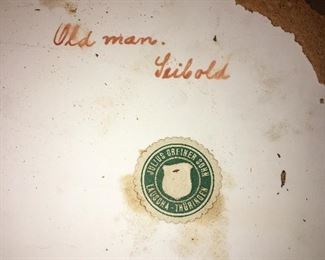 Old man.
Seibold
JULIUS GREINER SOHN
LAUSCHA - THÜRINGEN